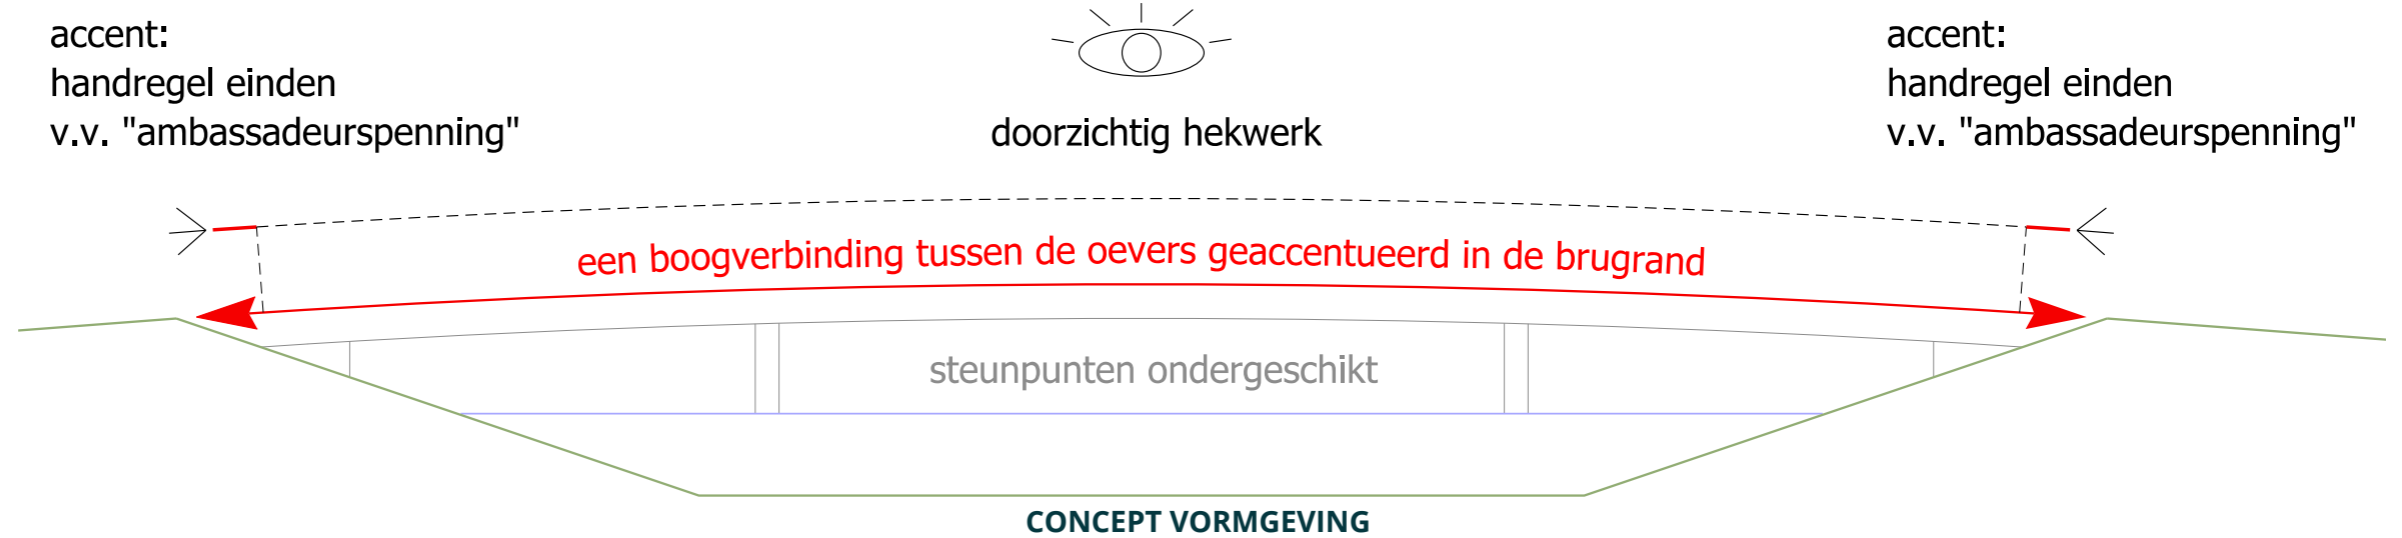 accent:
handregel einden
v.v. "ambassadeurspenning"
doorzichtig hekwerk
accent:
handregel einden
v.v. "ambassadeurspenning"
een boogverbinding tussen de oevers geaccentueerd in de brugrand
steunpunten ondergeschikt
CONCEPT VORMGEVING